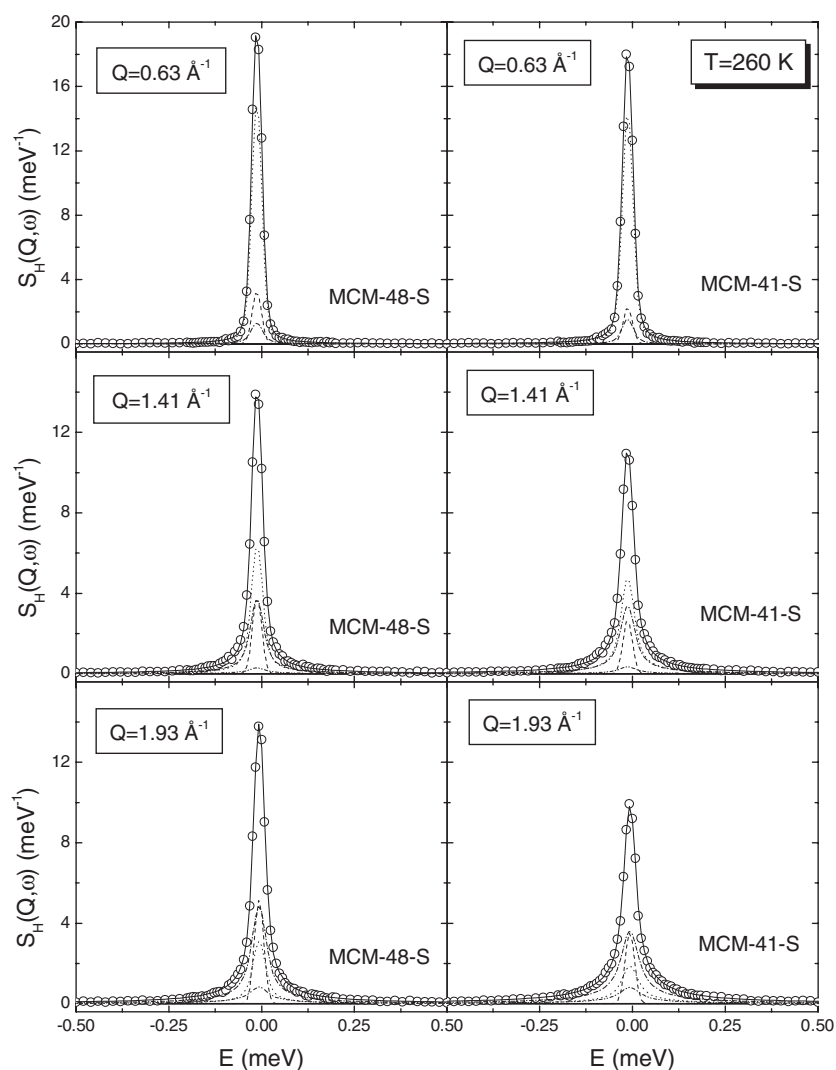 20
16
12
8
4
0
S_H(Q,ω) (meV⁻¹)
Q=0.63 Å⁻¹
MCM-48-S
Q=0.63 Å⁻¹
T=260 K
MCM-41-S
12
8
4
0
S_H(Q,ω) (meV⁻¹)
Q=1.41 Å⁻¹
MCM-48-S
Q=1.41 Å⁻¹
MCM-41-S
12
8
4
0
S_H(Q,ω) (meV⁻¹)
Q=1.93 Å⁻¹
MCM-48-S
Q=1.93 Å⁻¹
MCM-41-S
-0.50 -0.25 0.00 0.25 0.50 -0.25 0.00 0.25 0.50
E (meV) E (meV)